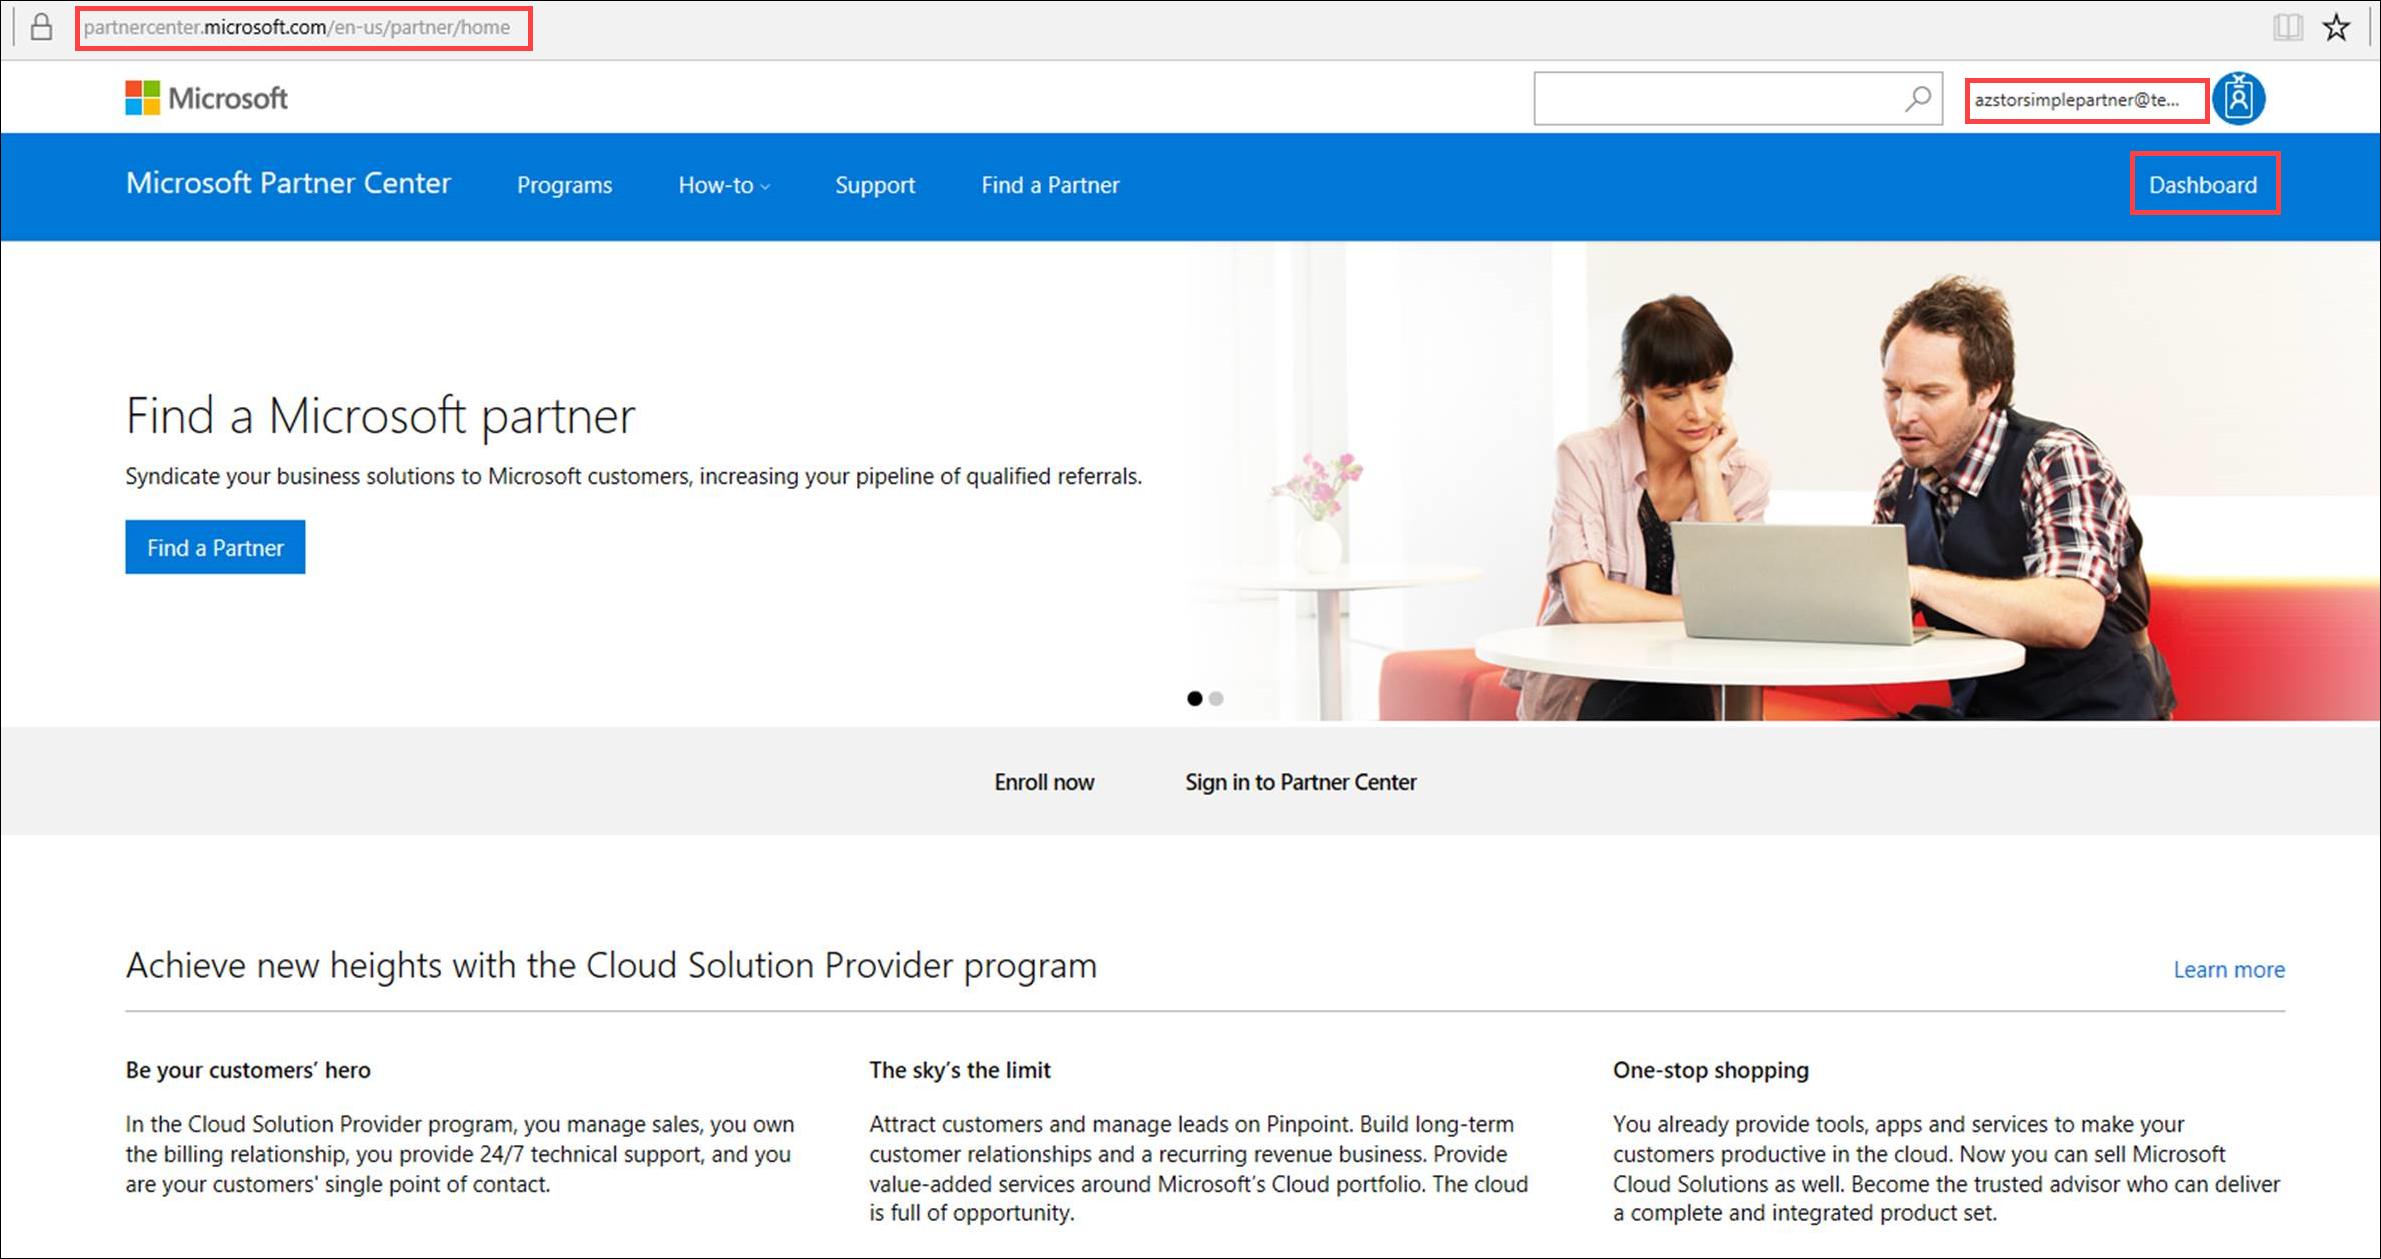 partnercenter.microsoft.com/en-us/partner/home
Microsoft
azstorsimplepartner@te...
Microsoft Partner Center
Programs
How-to
Support
Find a Partner
Dashboard
Find a Microsoft partner
Syndicate your business solutions to Microsoft customers, increasing your pipeline of qualified referrals.
Find a Partner
Enroll now
Sign in to Partner Center
Achieve new heights with the Cloud Solution Provider program
Learn more
Be your customers’ hero
In the Cloud Solution Provider program, you manage sales, you own
the billing relationship, you provide 24/7 technical support, and you
are your customers' single point of contact.
The sky’s the limit
Attract customers and manage leads on Pinpoint. Build long-term
customer relationships and a recurring revenue business. Provide
value-added services around Microsoft’s Cloud portfolio. The cloud
is full of opportunity.
One-stop shopping
You already provide tools, apps and services to make your
customers productive in the cloud. Now you can sell Microsoft
Cloud Solutions as well. Become the trusted advisor who can deliver
a complete and integrated product set.